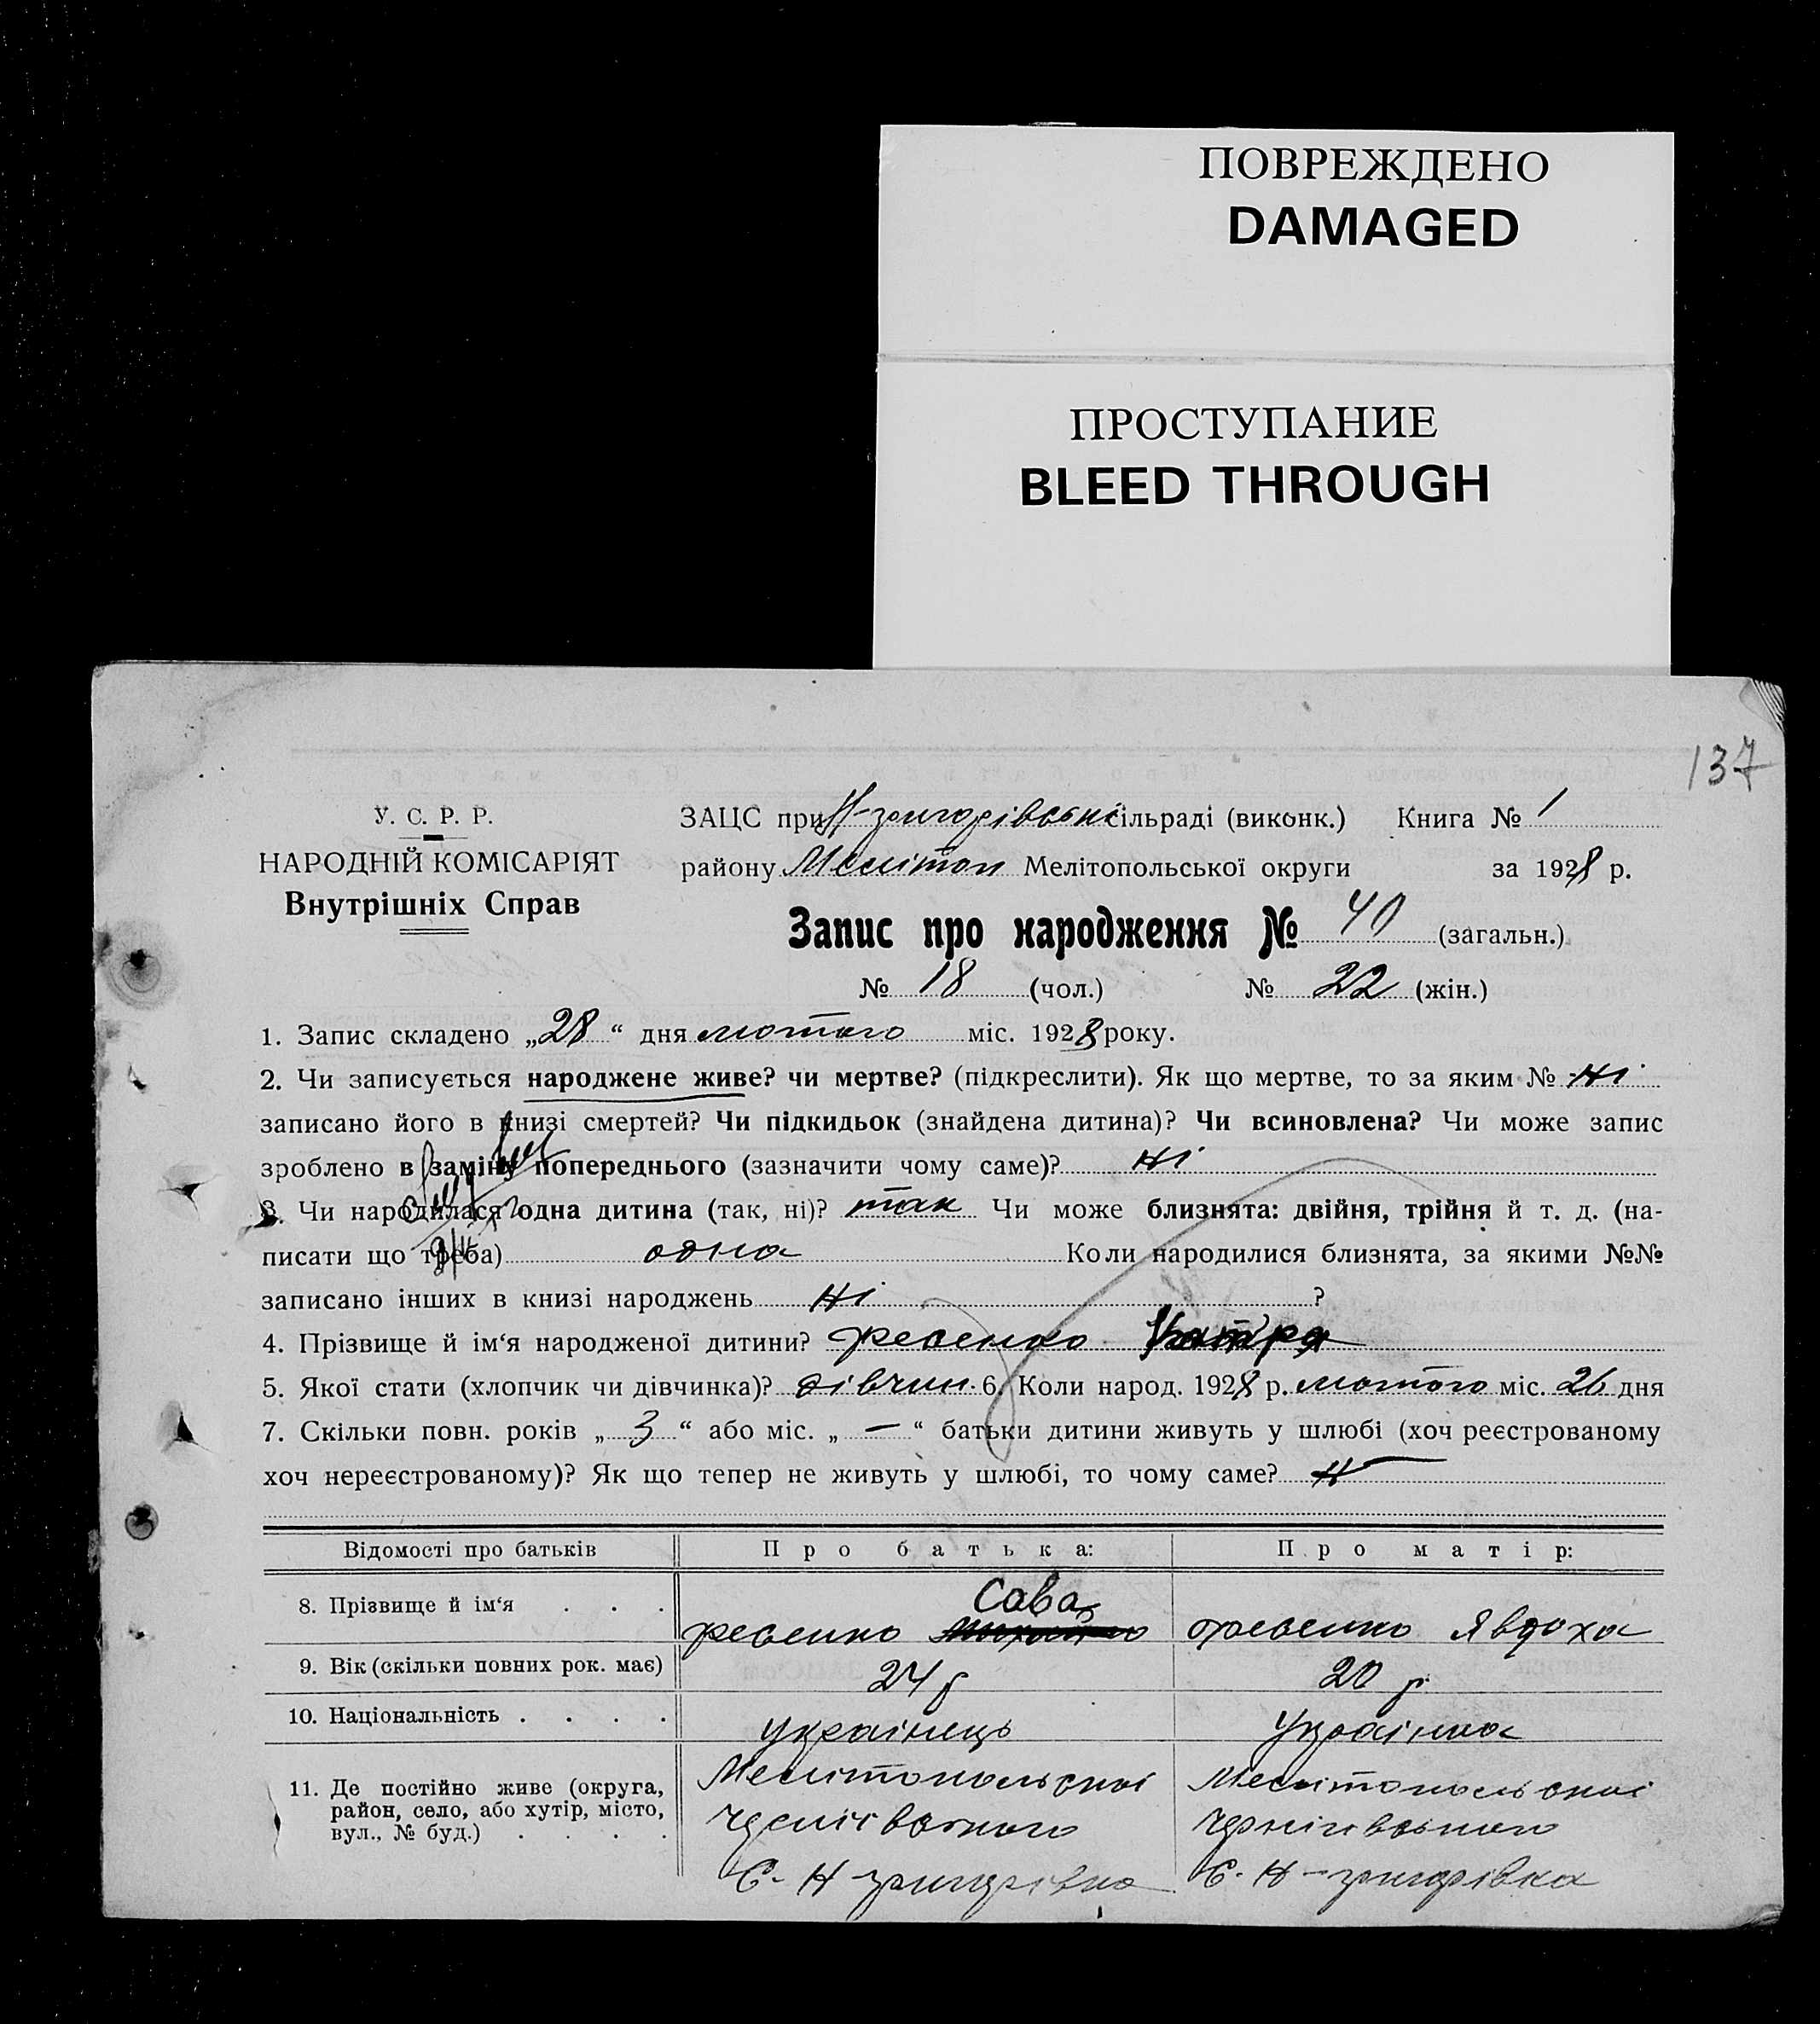 ПОВРЕЖДЕНО
DAMAGED
ПРОСТУПАНИЕ
BLEED THROUGH
137
У. С. Р. Р.
НАРОДНІЙ КОМІСАРІЯТ
Внутрішніх Справ
ЗАЦС при Н-григорівські сільраді (виконк.) Книга № 1
району Меліtоп Мелітопольської округи за 1928 р.
Запис про народження № 40 (загальн.)
№ 18 (чол.) № 22 (жін.)
1. Запис складено „28“ дня лютого міс. 1928 року.
2. Чи записується народжене живе? чи мертве? (підкреслити). Як що мертве, то за яким № ні
записано його в книзі смертей? Чи підкидьок (знайдена дитина)? Чи всиновлена? Чи може запис
зроблено в заміну попереднього (зазначити чому саме)? ні
3. Чи народилася одна дитина (так, ні)? так Чи може близнята: двійня, трійня й т. д. (на-
писати що треба) одна Коли народилися близнята, за якими №№
записано інших в книзі народжень ні ?
4. Прізвище й ім'я народженої дитини?
5. Якої стати (хлопчик чи дівчинка)? дівчин. 6. Коли народ. 1928 р. лютого міс. 26 дня
7. Скільки повн. років „ 3 “ або міс. „ — “ батьки дитини живуть у шлюбі (хоч реєстрованому
хоч нереєстрованому)? Як що тепер не живуть у шлюбі, то чому саме?
Відомості про батьків Про батька: Про матір:
8. Прізвище й ім'я . . . Сава Явдоха
9. Вік (скільки повних рок. має) 24 р 20 р
10. Національність . . . . українець українка
11. Де постійно живе (округа, Мелітопольскої Мелітопольскої
район, село, або хутір, місто, Чернігвського Чернігивського
вул., № буд.) . . . . С. Н-григорівка С. Н-григорівка